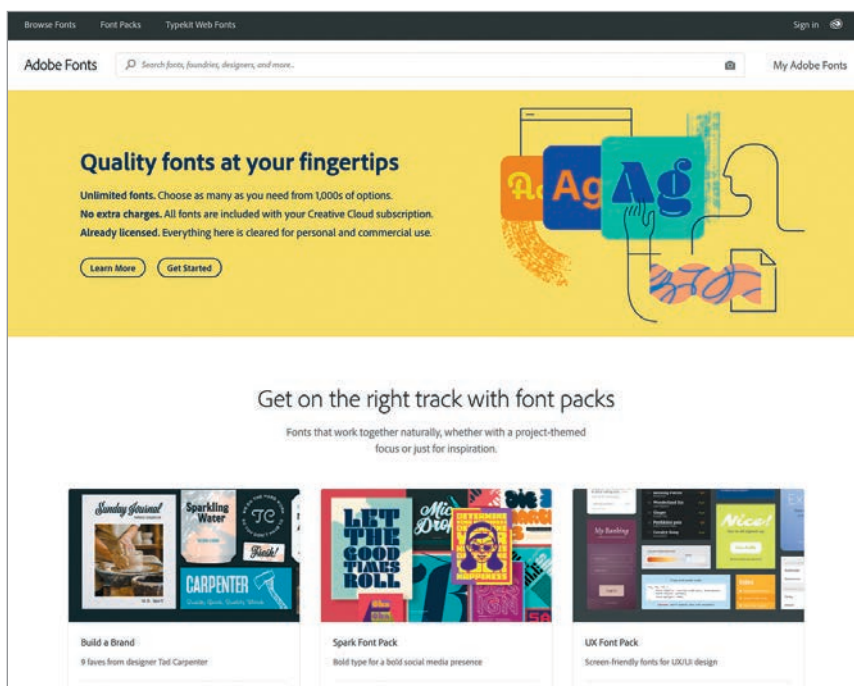 Browse Fonts Font Packs Typekit Web Fonts Sign in
Adobe Fonts Search fonts, foundries, designers, and more... My Adobe Fonts
Quality fonts at your fingertips
Unlimited fonts. Choose as many as you need from 1,000s of options.
No extra charges. All fonts are included with your Creative Cloud subscription.
Already licensed. Everything here is cleared for personal and commercial use.
Learn More Get Started
Ag Ag
Get on the right track with font packs
Fonts that work together naturally, whether with a project-themed
focus or just for inspiration.
Sunday Journal
Sparkling
Water
TC
Fresh!
CARPENTER
LET
THE
GOOD
TIMES
ROLL
DETERMINE
HAPPINESS
My Banking
Nice!
Build a Brand
9 faves from designer Tad Carpenter
Spark Font Pack
Bold type for a bold social media presence
UX Font Pack
Screen-friendly fonts for UX/UI design